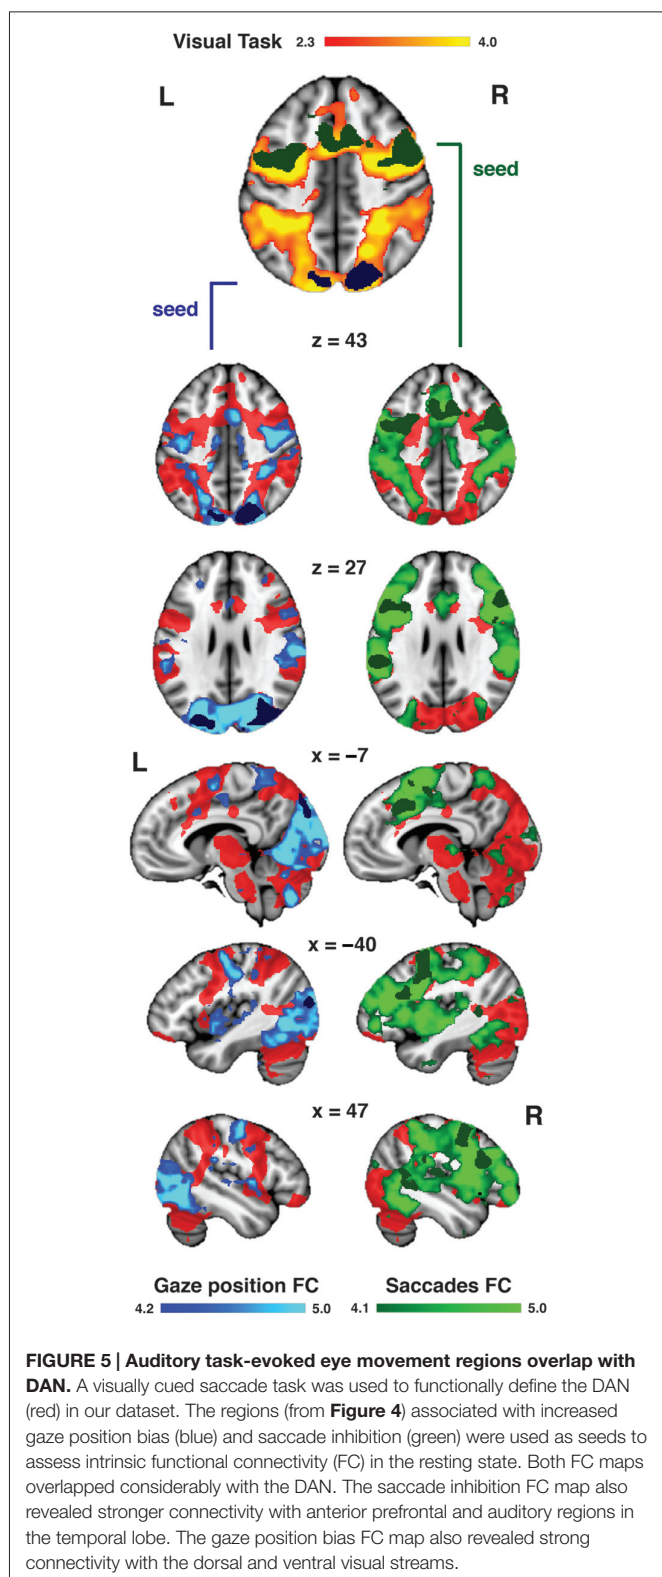 Visual Task 2.3 4.0
L R
seed
seed
z = 43
z = 27
L x = −7
x = −40
x = 47 R
Gaze position FC Saccades FC
4.2 5.0 4.1 5.0
FIGURE 5 | Auditory task-evoked eye movement regions overlap with
DAN. A visually cued saccade task was used to functionally define the DAN
(red) in our dataset. The regions (from Figure 4) associated with increased
gaze position bias (blue) and saccade inhibition (green) were used as seeds to
assess intrinsic functional connectivity (FC) in the resting state. Both FC maps
overlapped considerably with the DAN. The saccade inhibition FC map also
revealed stronger connectivity with anterior prefrontal and auditory regions in
the temporal lobe. The gaze position bias FC map also revealed strong
connectivity with the dorsal and ventral visual streams.